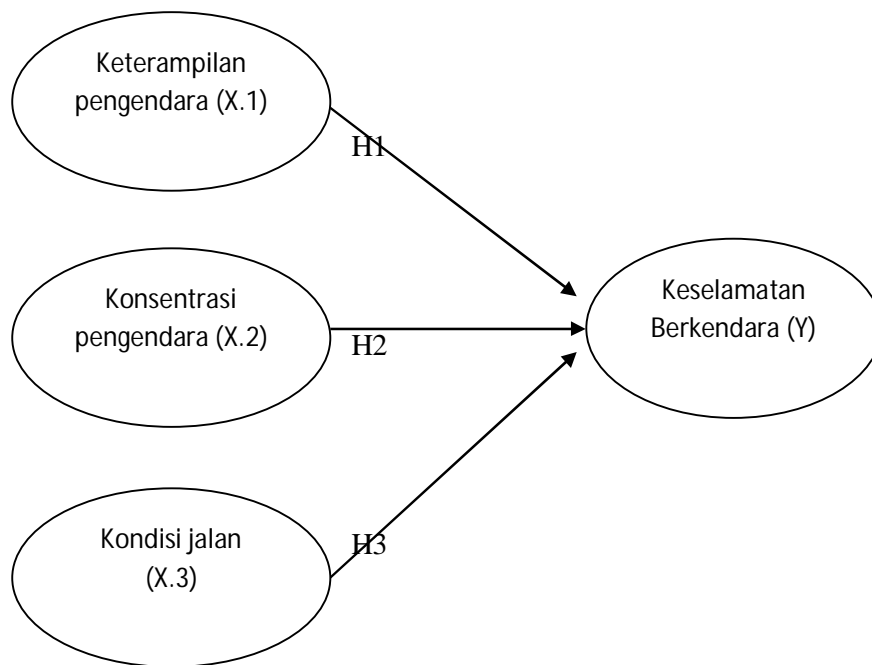 Keterampilan
pengendara (X.1)
H1
Konsentrasi
pengendara (X.2)
H2
Keselamatan
Berkendara (Y)
Kondisi jalan
(X.3)
H3